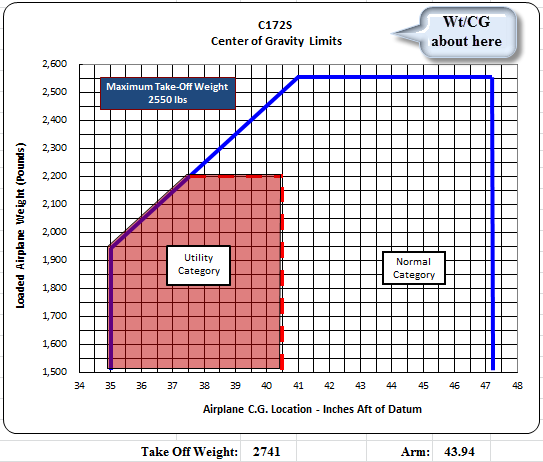 C172S
Center of Gravity Limits
Wt/CG
about here
Maximum Take-Off Weight
2550 lbs
Loaded Airplane Weight (Pounds)
2,600
2,500
2,400
2,300
2,200
2,100
2,000
1,900
1,800
1,700
1,600
1,500
Utility
Category
Normal
Category
34 35 36 37 38 39 40 41 42 43 44 45 46 47 48
Airplane C.G. Location - Inches Aft of Datum
Take Off Weight: 2741 Arm: 43.94